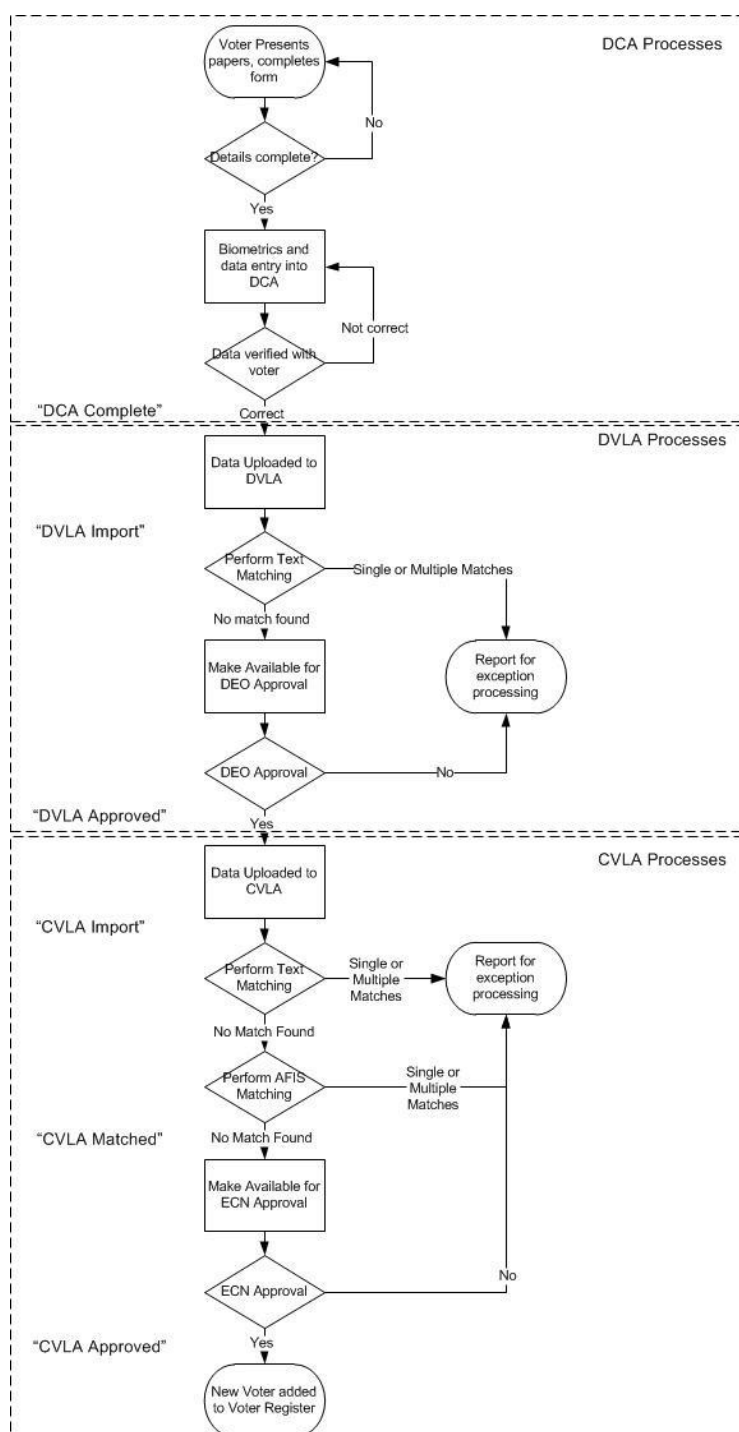 DCA Processes
Voter Presents
papers, completes
form
No
Details complete?
Yes
Biometrics and
data entry into
DCA
Not correct
Data verified with
voter
“DCA Complete”
Correct
DVLA Processes
Data Uploaded to
DVLA
“DVLA Import”
Perform Text
Matching
Single or Multiple Matches
No match found
Make Available for
DEO Approval
Report for
exception
processing
DEO Approval
No
“DVLA Approved”
Yes
CVLA Processes
Data Uploaded to
CVLA
“CVLA Import”
Perform Text
Matching
Single or
Multiple
Matches
Report for
exception
processing
No Match Found
Perform AFIS
Matching
Single or
Multiple
Matches
“CVLA Matched”
No Match Found
Make Available for
ECN Approval
No
ECN Approval
“CVLA Approved”
Yes
New Voter added
to Voter Register